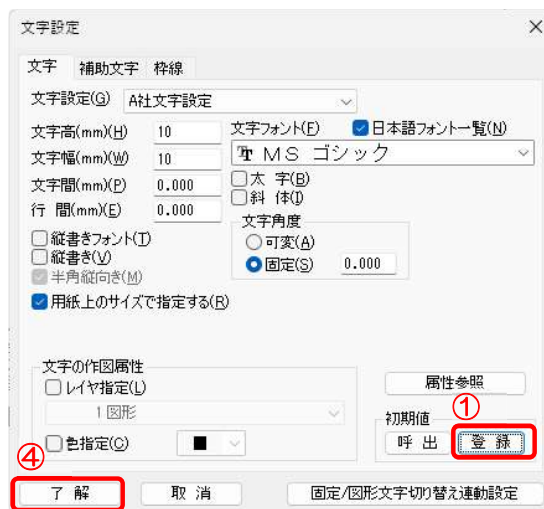 文字設定
文字 補助文字 枠線
文字設定(G) A社文字設定
文字高(mm)(H) 10 文字フォント(F) 日本語フォント一覧(N)
文字幅(mm)(W) 10 MS ゴシック
文字間(mm)(P) 0.000 太 字(B)
行 間(mm)(E) 0.000 斜 体(I)
縦書きフォント(T) 文字角度
縦書き(V) 可変(A)
半角縦向き(M) 固定(S) 0.000
用紙上のサイズで指定する(R)
文字の作図属性
レイヤ指定(L) 属性参照
1 図形 初期値 ①
色指定(C) 呼 出 登 録
④
了 解 取 消 固定/図形文字切り替え連動設定